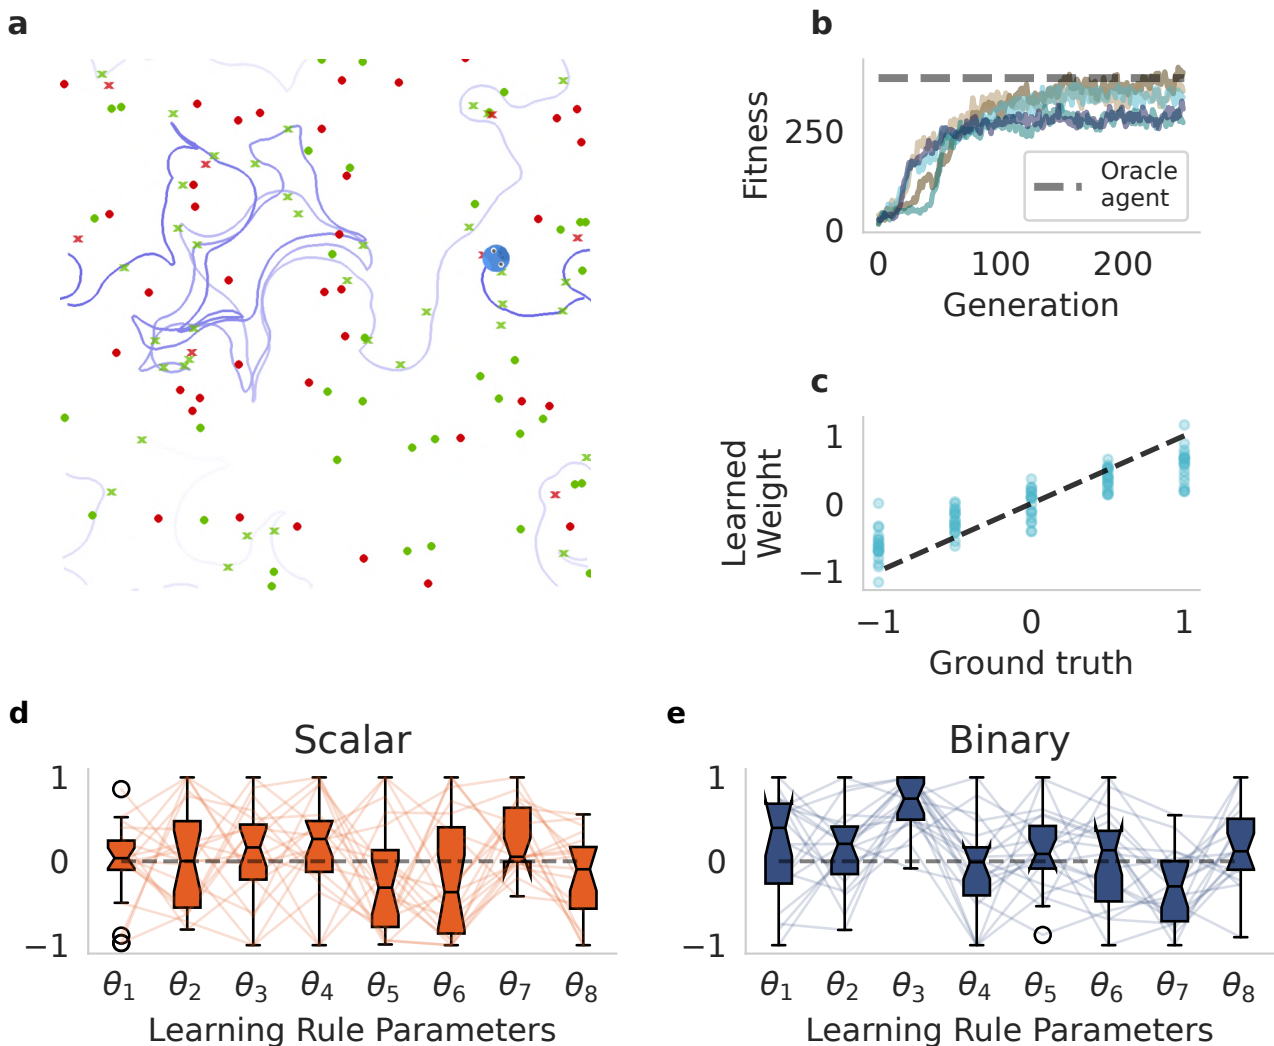 a
b
Fitness
250
0
Oracle
agent
0 100 200
Generation
c
Learned
Weight
1
0
−1
−1 0 1
Ground truth
d
Scalar
1
0
−1
θ1 θ2 θ3 θ4 θ5 θ6 θ7 θ8
Learning Rule Parameters
e
Binary
1
0
−1
θ1 θ2 θ3 θ4 θ5 θ6 θ7 θ8
Learning Rule Parameters